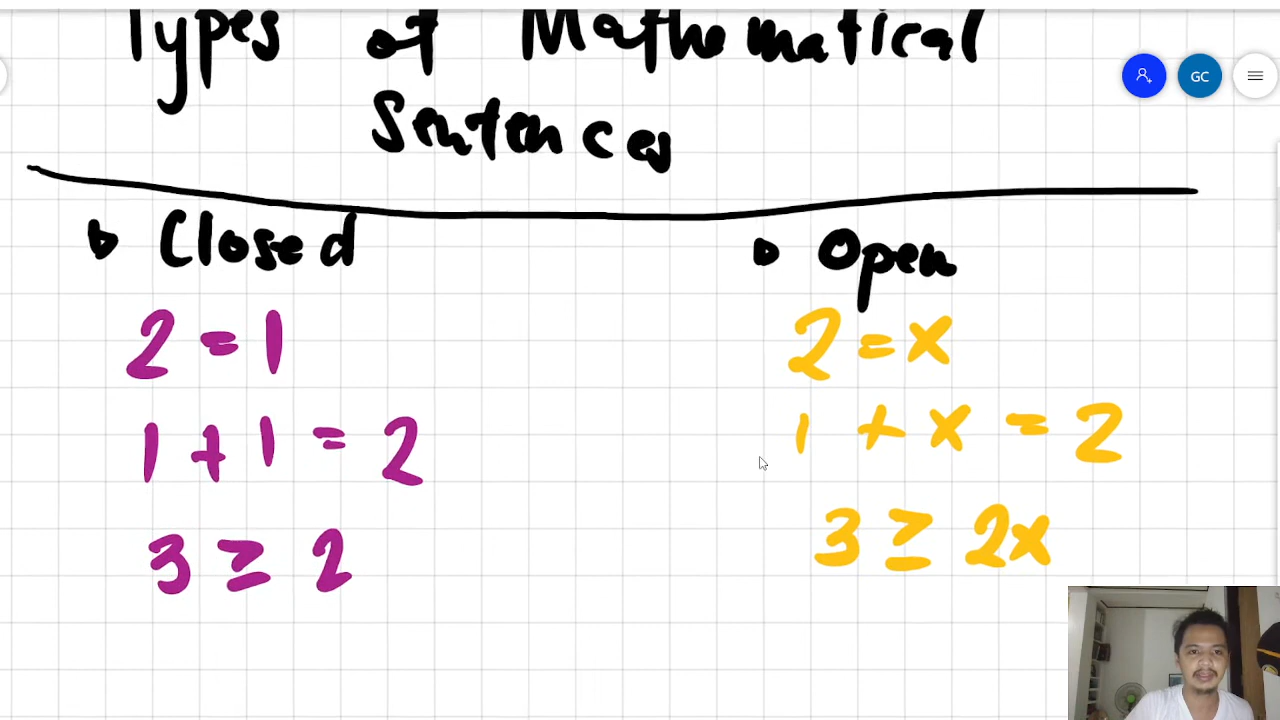 Types of Mathematical
Sentences
GC
Closed
Open
2 = 1
2 = x
1 + 1 = 2
1 + x = 2
3 ≥ 2
3 ≥ 2x